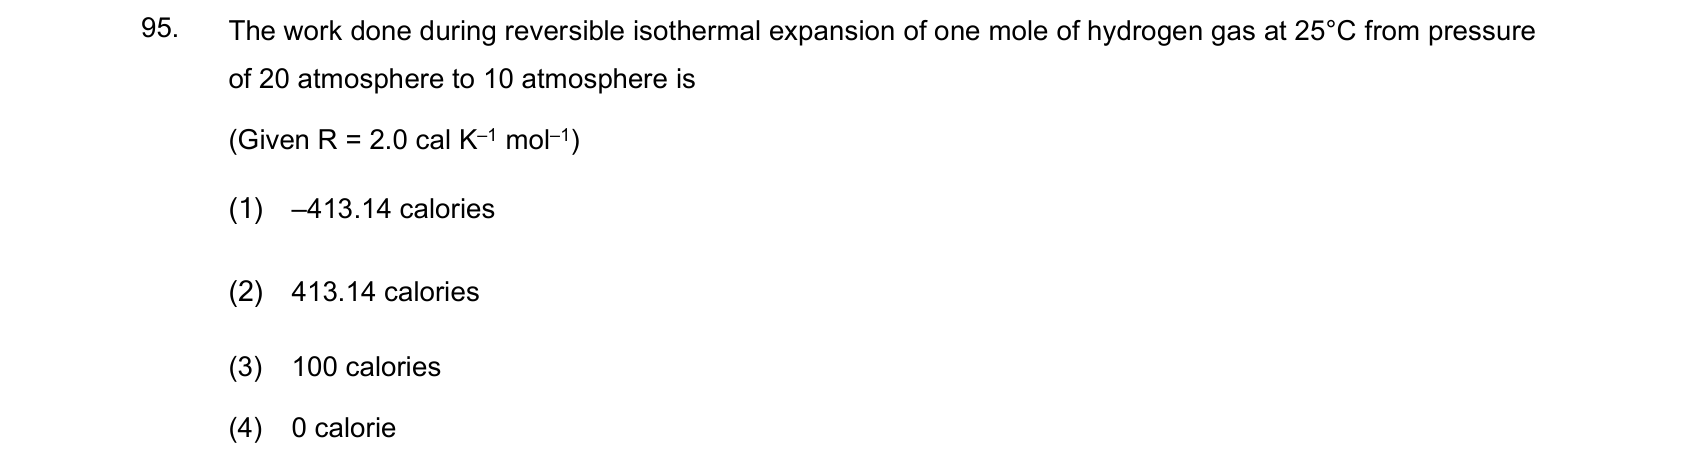 95. The work done during reversible isothermal expansion of one mole of hydrogen gas at 25°C from pressure
of 20 atmosphere to 10 atmosphere is
(Given R = 2.0 cal K⁻¹ mol⁻¹)
(1) –413.14 calories
(2) 413.14 calories
(3) 100 calories
(4) 0 calorie